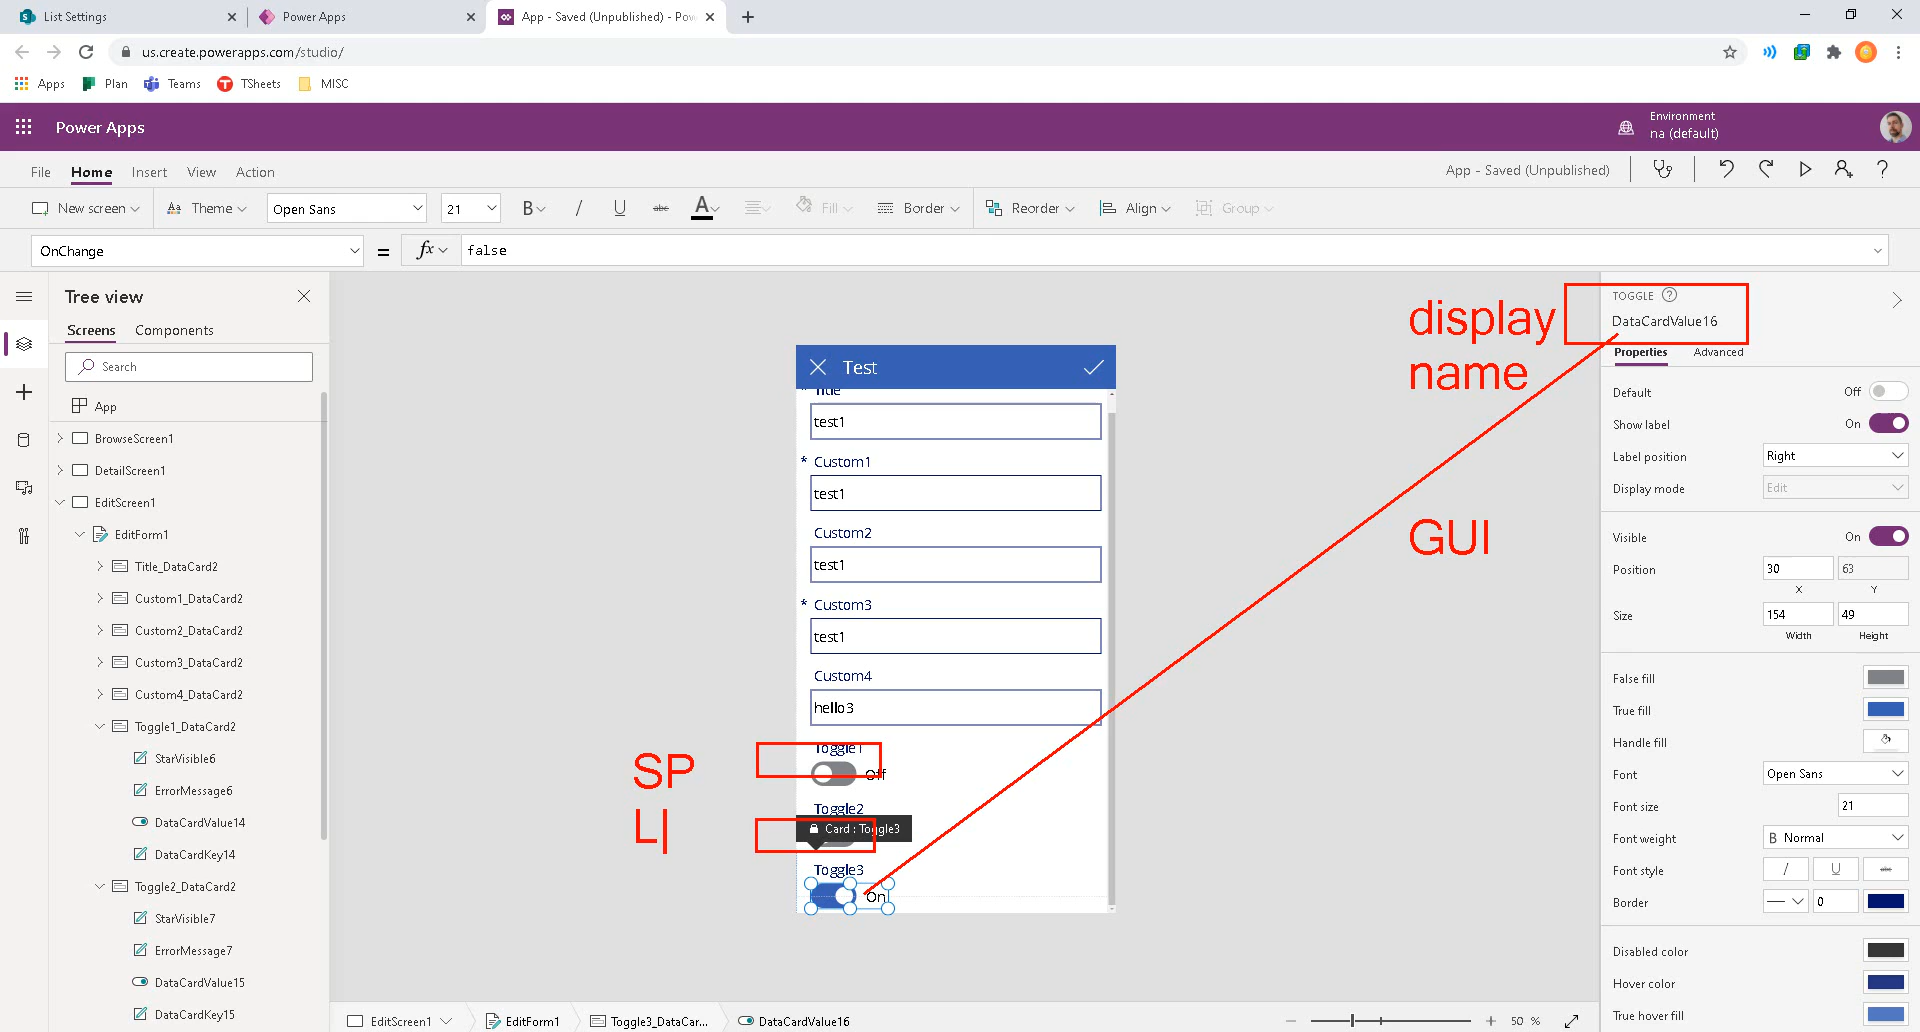 List Settings
Power Apps
App - Saved (Unpublished) - Pow
us.create.powerapps.com/studio/
Apps
Plan
Teams
TSheets
MISC
Power Apps
Environment
na (default)
File
Home
Insert
View
Action
App - Saved (Unpublished)
New screen
Theme
Open Sans
21
B
/
U
abc
A
Fill
Border
Reorder
Align
Group
OnChange
=
fx
false
Tree view
Screens
Components
Search
App
BrowseScreen1
DetailScreen1
EditScreen1
EditForm1
Title_DataCard2
Custom1_DataCard2
Custom2_DataCard2
Custom3_DataCard2
Custom4_DataCard2
Toggle1_DataCard2
StarVisible6
ErrorMessage6
DataCardValue14
DataCardKey14
Toggle2_DataCard2
StarVisible7
ErrorMessage7
DataCardValue15
DataCardKey15
Test
* Title
test1
* Custom1
test1
Custom2
test1
* Custom3
test1
Custom4
hello3
Toggle1
Off
Toggle2
Card : Toggle3
Toggle3
On
SP
LI
display
name
GUI
TOGGLE
DataCardValue16
Properties
Advanced
Default
Off
Show label
On
Label position
Right
Display mode
Edit
Visible
On
Position
30
63
X
Y
Size
154
49
Width
Height
False fill
True fill
Handle fill
Font
Open Sans
Font size
21
Font weight
B Normal
Font style
/
U
abc
Border
0
Disabled color
Hover color
True hover fill
EditScreen1
EditForm1
Toggle3_DataCar...
DataCardValue16
50 %